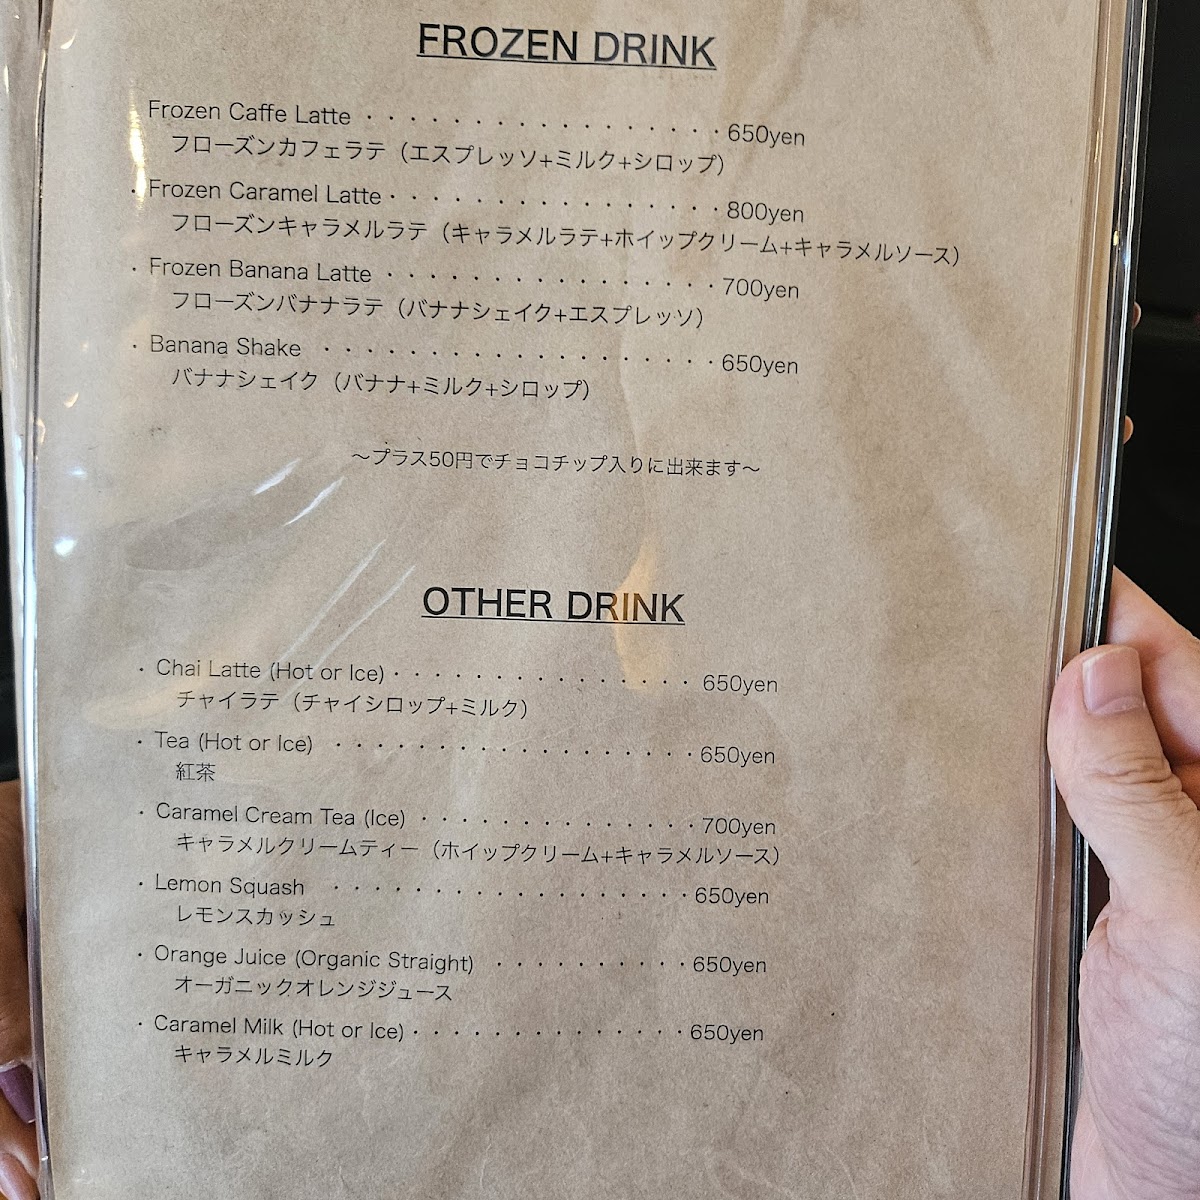 FROZEN DRINK
Frozen Caffe Latte ・・・・・・・・・・・・・・・・・650yen
フローズンカフェラテ（エスプレッソ+ミルク+シロップ）
・Frozen Caramel Latte・・・・・・・・・・・・・・・・800yen
フローズンキャラメルラテ（キャラメルラテ+ホイップクリーム+キャラメルソース）
・Frozen Banana Latte ・・・・・・・・・・・・・・・・700yen
フローズンバナナラテ（バナナシェイク+エスプレッソ）
・Banana Shake ・・・・・・・・・・・・・・・・・・・650yen
バナナシェイク（バナナ+ミルク+シロップ）
～プラス50円でチョコチップ入りに出来ます～
OTHER DRINK
・Chai Latte (Hot or Ice)・・・・・・・・・・・・・・・650yen
チャイラテ（チャイシロップ+ミルク）
・Tea (Hot or Ice) ・・・・・・・・・・・・・・・・・・650yen
紅茶
・Caramel Cream Tea (Ice) ・・・・・・・・・・・・・・700yen
キャラメルクリームティー（ホイップクリーム+キャラメルソース）
・Lemon Squash ・・・・・・・・・・・・・・・・・・650yen
レモンスカッシュ
・Orange Juice (Organic Straight) ・・・・・・・・・・650yen
オーガニックオレンジジュース
・Caramel Milk (Hot or Ice)・・・・・・・・・・・・・・650yen
キャラメルミルク